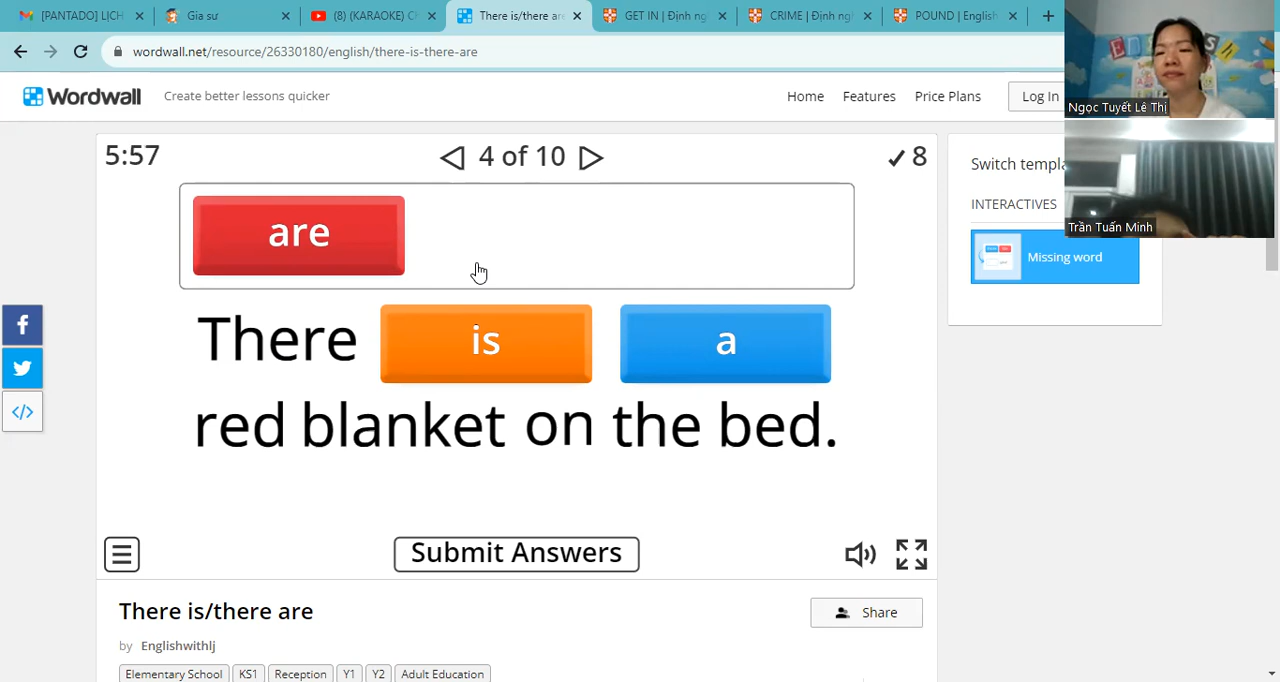 [PANTADO] LỊCH
Gia sư
(8) (KARAOKE) C
There is/there are
GET IN | Định ng
CRIME | Định ngh
POUND | English
wordwall.net/resource/26330180/english/there-is-there-are
Wordwall
Create better lessons quicker
Home
Features
Price Plans
Log In
Ngọc Tuyết Lê Thị
Trần Tuấn Minh
5:57
4 of 10
8
Switch templa
INTERACTIVES
Missing word
are
There is a
red blanket on the bed.
Submit Answers
There is/there are
Share
by Englishwithlj
Elementary School
KS1
Reception
Y1
Y2
Adult Education